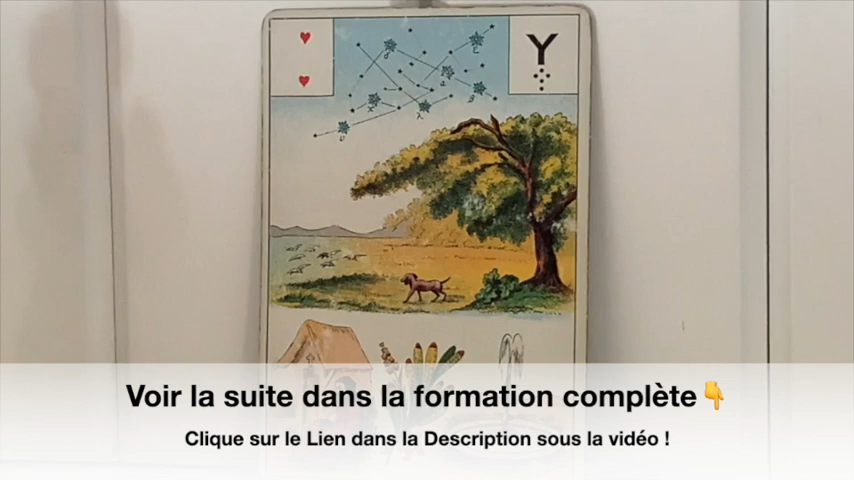 Y
Voir la suite dans la formation complète👇
Clique sur le Lien dans la Description sous la vidéo !